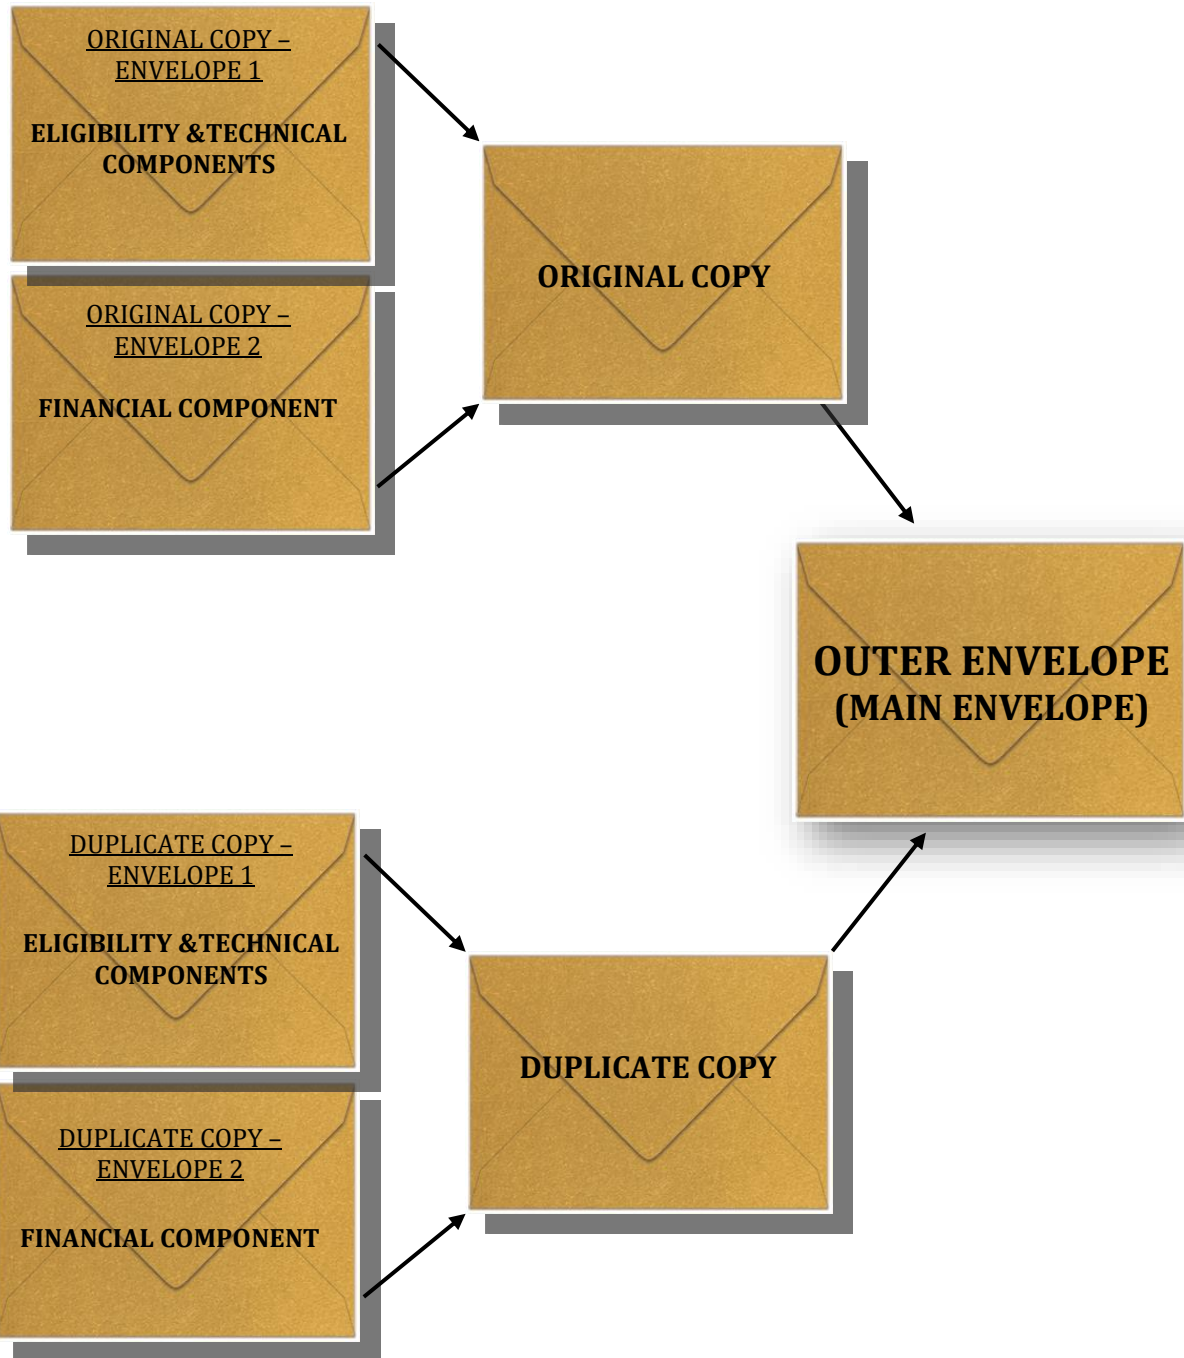 ORIGINAL COPY –
ENVELOPE 1
ELIGIBILITY &TECHNICAL
COMPONENTS
ORIGINAL COPY –
ENVELOPE 2
FINANCIAL COMPONENT
ORIGINAL COPY
OUTER ENVELOPE
(MAIN ENVELOPE)
DUPLICATE COPY –
ENVELOPE 1
ELIGIBILITY &TECHNICAL
COMPONENTS
DUPLICATE COPY –
ENVELOPE 2
FINANCIAL COMPONENT
DUPLICATE COPY